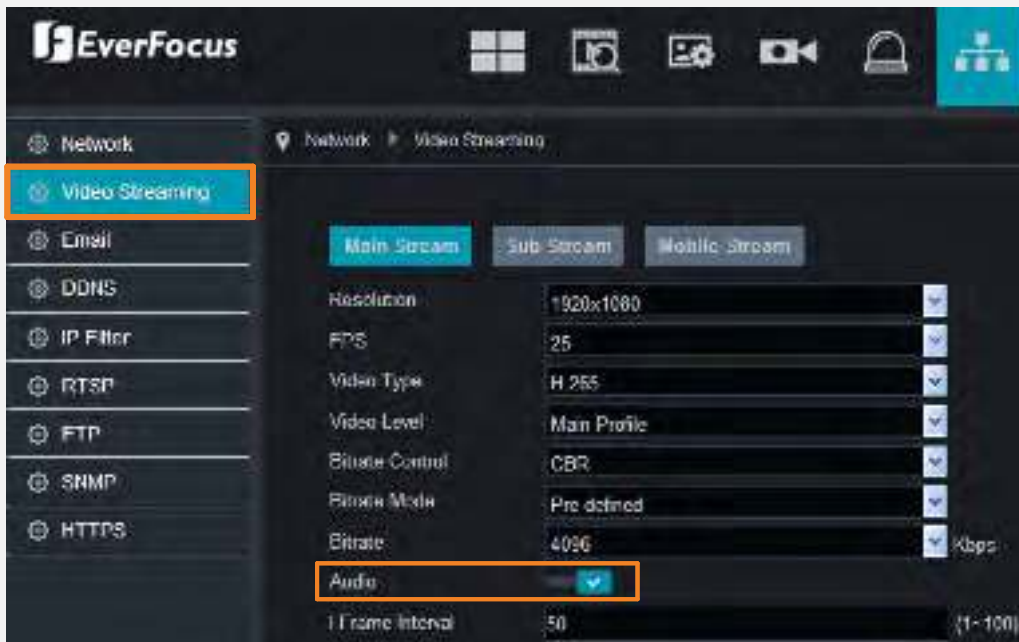 EverFocus
Network
Video Streaming
Email
DDNS
IP Filter
RTSP
FTP
SNMP
HTTPS
Network Video Streaming
Main Stream Sub Stream Mobile Stream
Resolution 1920x1080
FPS 25
Video Type H.265
Video Level Main Profile
Bitrate Control CBR
Bitrate Mode Pre-defined
Bitrate 4096 Kbps
Audio
I Frame Interval 50 (1~100)